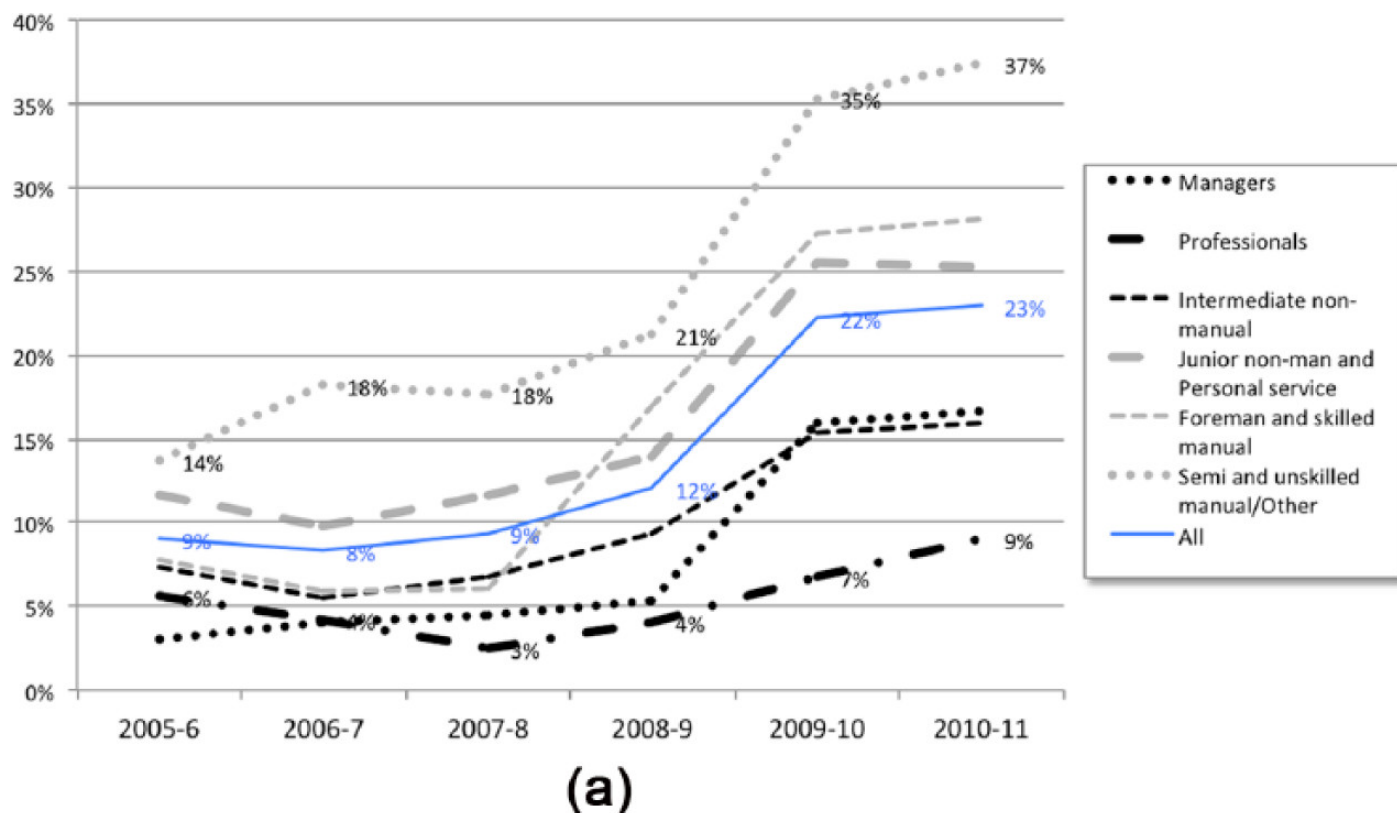 40%
37%
35%
35%
30%
25%
23%
22%
20%
21%
18%
18%
15%
14%
12%
10%
9%
8%
9%
9%
7%
5%
6%
4%
3%
4%
0%
2005-6 2006-7 2007-8 2008-9 2009-10 2010-11
Managers
Professionals
Intermediate non-
manual
Junior non-man and
Personal service
Foreman and skilled
manual
Semi and unskilled
manual/Other
All
(a)